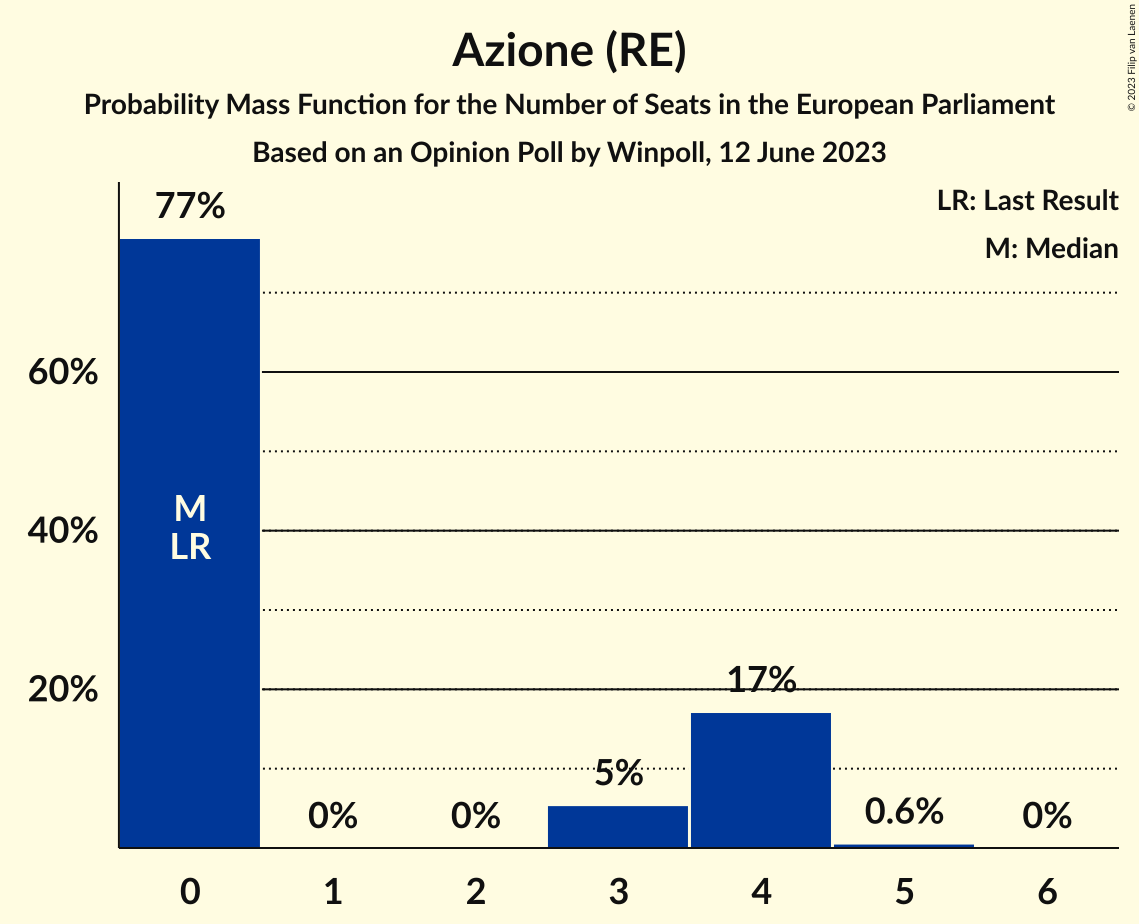 Azione (RE)
Probability Mass Function for the Number of Seats in the European Parliament
Based on an Opinion Poll by Winpoll, 12 June 2023
© 2023 Filip van Laenen
LR: Last Result
M: Median
77%
60%
M
40%
LR
17%
20%
5%
0.6%
0%
0%
0%
0 1 2 3 4 5 6